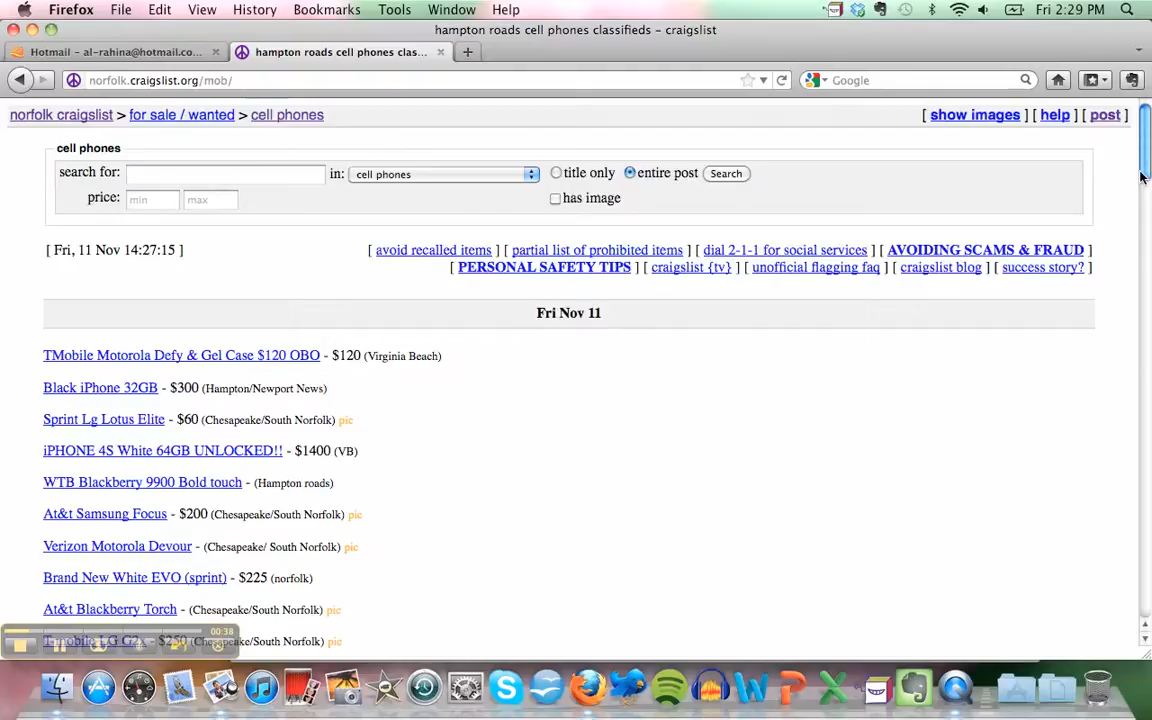 Firefox File Edit View History Bookmarks Tools Window Help Fri 2:29 PM
hampton roads cell phones classifieds – craigslist
Hotmail – al-rahina@hotmail.co... hampton roads cell phones clas...
norfolk.craigslist.org/mob/ Google
norfolk craigslist > for sale / wanted > cell phones [ show images ] [ help ] [ post ]
cell phones
search for: in: cell phones title only entire post Search
price: min max has image
[ Fri, 11 Nov 14:27:15 ] [ avoid recalled items ] [ partial list of prohibited items ] [ dial 2-1-1 for social services ] [ AVOIDING SCAMS & FRAUD ]
[ PERSONAL SAFETY TIPS ] [ craigslist {tv} ] [ unofficial flagging faq ] [ craigslist blog ] [ success story? ]
Fri Nov 11
TMobile Motorola Defy & Gel Case $120 OBO - $120 (Virginia Beach)
Black iPhone 32GB - $300 (Hampton/Newport News)
Sprint Lg Lotus Elite - $60 (Chesapeake/South Norfolk) pic
iPHONE 4S White 64GB UNLOCKED!! - $1400 (VB)
WTB Blackberry 9900 Bold touch - (Hampton roads)
At&t Samsung Focus - $200 (Chesapeake/South Norfolk) pic
Verizon Motorola Devour - (Chesapeake/ South Norfolk) pic
Brand New White EVO (sprint) - $225 (norfolk)
At&t Blackberry Torch - (Chesapeake/South Norfolk) pic
00:38
T-mobile LG G2x - $250 (Chesapeake/South Norfolk) pic